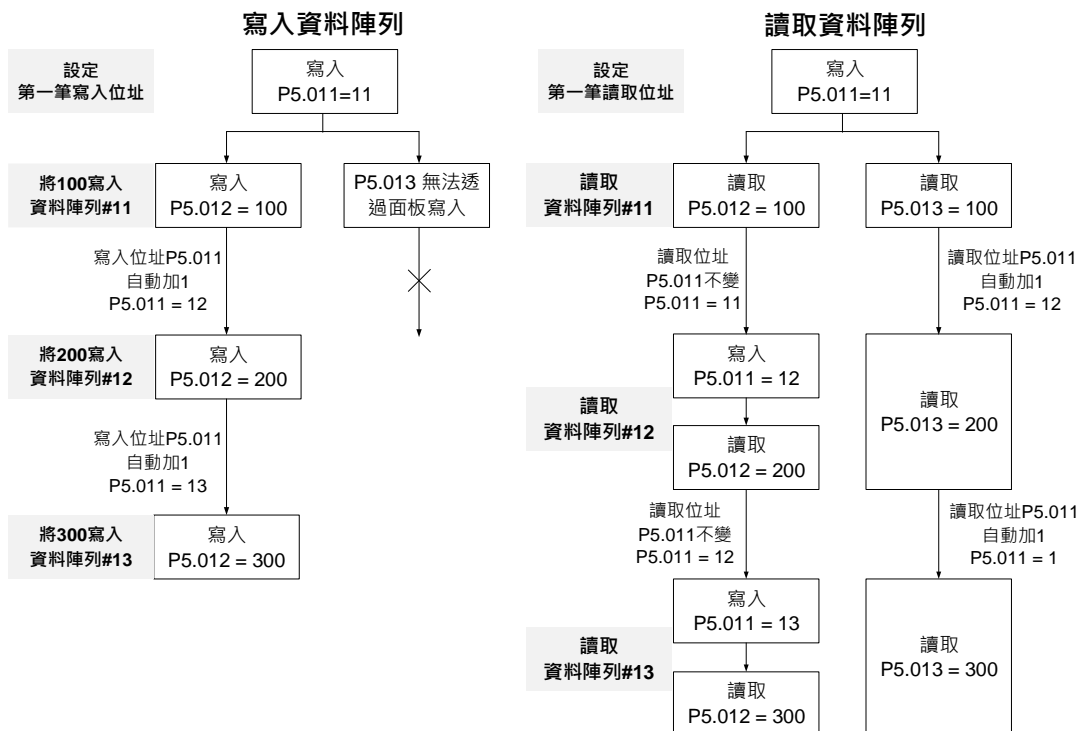 寫入資料陣列
設定
第一筆寫入位址
寫入
P5.011=11
將100寫入
資料陣列#11
寫入
P5.012 = 100
P5.013 無法透
過面板寫入
寫入位址P5.011
自動加1
P5.011 = 12
將200寫入
資料陣列#12
寫入
P5.012 = 200
寫入位址P5.011
自動加1
P5.011 = 13
將300寫入
資料陣列#13
寫入
P5.012 = 300
讀取資料陣列
設定
第一筆讀取位址
寫入
P5.011=11
讀取
資料陣列#11
讀取
P5.012 = 100
讀取
P5.013 = 100
讀取位址
P5.011不變
P5.011 = 11
讀取位址P5.011
自動加1
P5.011 = 12
讀取
資料陣列#12
寫入
P5.011 = 12
讀取
P5.012 = 200
讀取
P5.013 = 200
讀取位址
P5.011不變
P5.011 = 12
讀取位址P5.011
自動加1
P5.011 = 1
讀取
資料陣列#13
寫入
P5.011 = 13
讀取
P5.012 = 300
讀取
P5.013 = 300